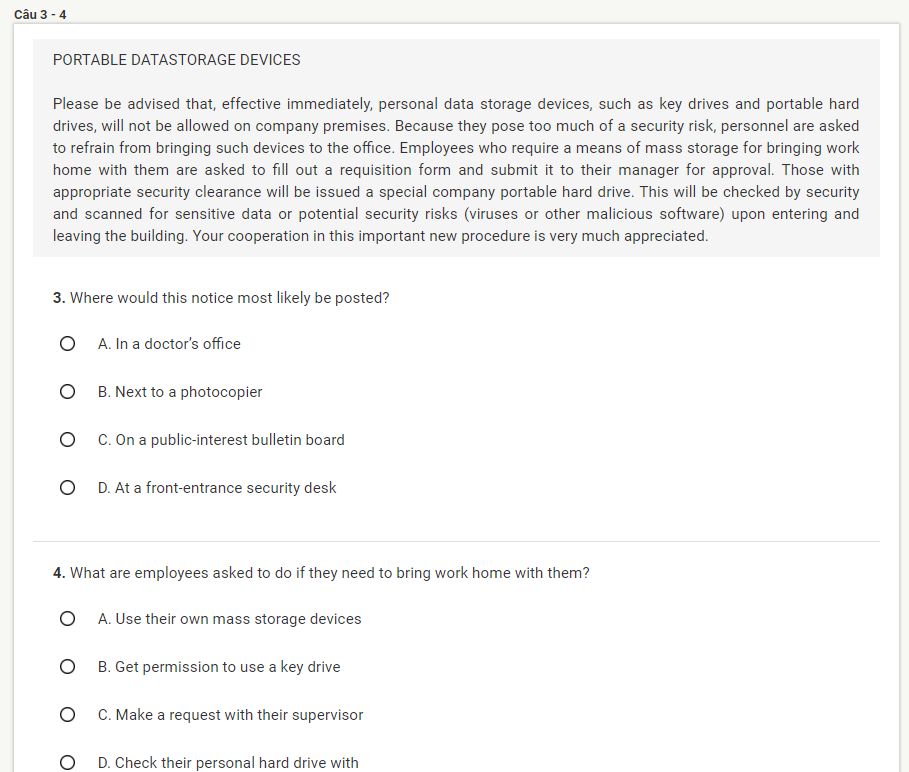 Câu 3 - 4
PORTABLE DATASTORAGE DEVICES
Please be advised that, effective immediately, personal data storage devices, such as key drives and portable hard
drives, will not be allowed on company premises. Because they pose too much of a security risk, personnel are asked
to refrain from bringing such devices to the office. Employees who require a means of mass storage for bringing work
home with them are asked to fill out a requisition form and submit it to their manager for approval. Those with
appropriate security clearance will be issued a special company portable hard drive. This will be checked by security
and scanned for sensitive data or potential security risks (viruses or other malicious software) upon entering and
leaving the building. Your cooperation in this important new procedure is very much appreciated.
3. Where would this notice most likely be posted?
A. In a doctor’s office
B. Next to a photocopier
C. On a public-interest bulletin board
D. At a front-entrance security desk
4. What are employees asked to do if they need to bring work home with them?
A. Use their own mass storage devices
B. Get permission to use a key drive
C. Make a request with their supervisor
D. Check their personal hard drive with